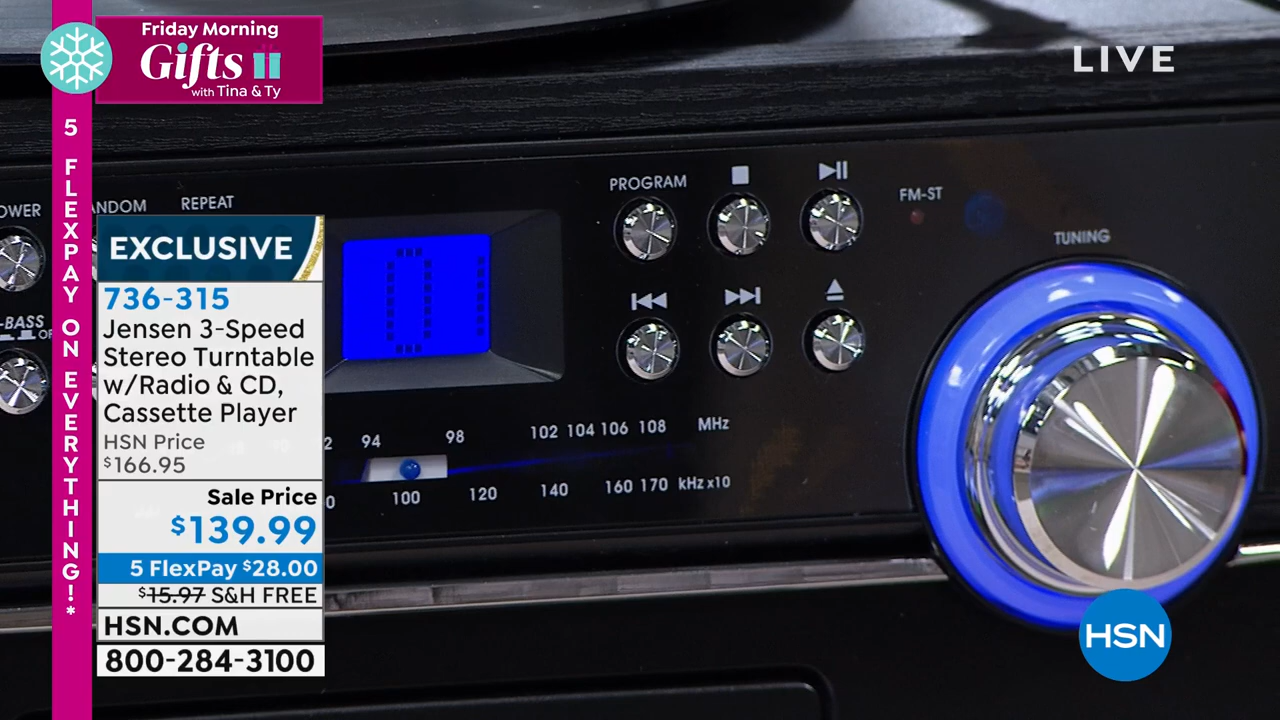 Friday Morning
Gifts
with Tina & Ty
LIVE
5 FLEXPAY ON EVERYTHING!*
OWER
ANDOM
REPEAT
PROGRAM
FM-ST
TUNING
-BASS
EXCLUSIVE
736-315
Jensen 3-Speed
Stereo Turntable
w/Radio & CD,
Cassette Player
HSN Price
$166.95
Sale Price
$139.99
5 FlexPay $28.00
$15.97 S&H FREE
HSN.COM
800-284-3100
2 94 98 102 104 106 108 MHz
0 100 120 140 160 170 kHz x10
HSN